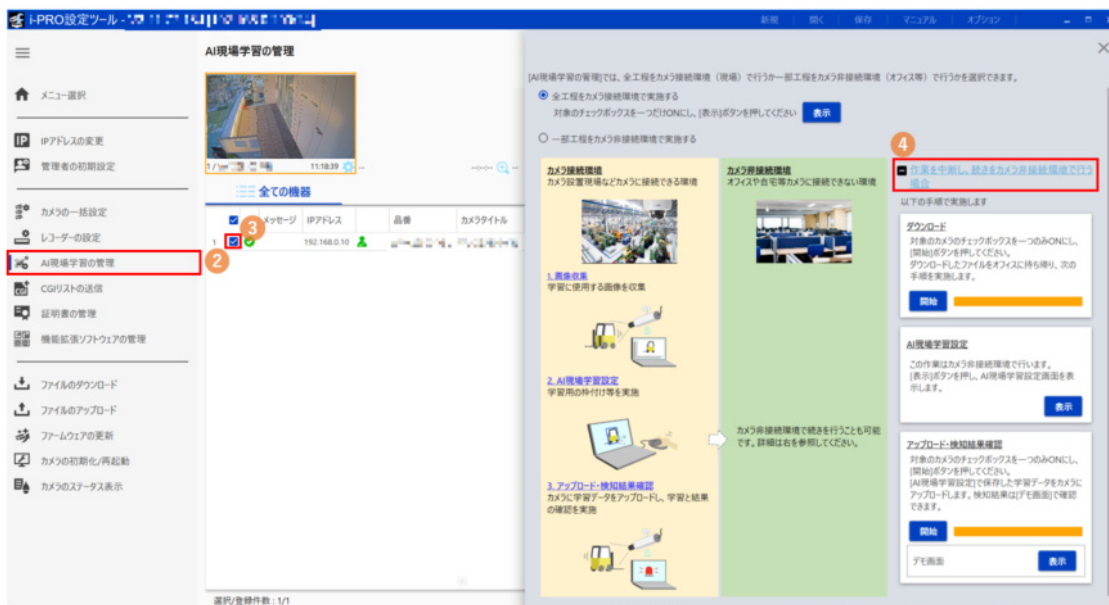 i-PRO設定ツール -
新規 | 開く | 保存 | マニュアル | オプション |
AI現場学習の管理
メニュー選択
IP IPアドレスの変更
管理者の初期設定
カメラの一括設定
レコーダーの設定
AI現場学習の管理
CGI CGIリストの送信
証明書の管理
機能拡張ソフトウェアの管理
ファイルのダウンロード
ファイルのアップロード
ファームウェアの更新
カメラの初期化/再起動
カメラのステータス表示
11:18:39
--:--:--
全ての機器
メッセージ IPアドレス 品番 カメラタイトル
1 192.168.0.10
2
3
選択/登録件数 : 1/1
[AI現場学習の管理]では、全工程をカメラ接続環境（現場）で行うか一部工程をカメラ非接続環境（オフィス等）で行うかを選択できます。
全工程をカメラ接続環境で実施する
対象のチェックボックスを一つだけONにし、[表示]ボタンを押してください 表示
一部工程をカメラ非接続環境で実施する
カメラ接続環境
カメラ設置現場などカメラに接続できる環境
1. 画像収集
学習に使用する画像を収集
2. AI現場学習設定
学習用の枠付け等を実施
3. アップロード・検知結果確認
カメラに学習データをアップロードし、学習と結果
の確認を実施
カメラ非接続環境
オフィスや自宅等カメラに接続できない環境
カメラ非接続環境で続きを行うことも可能
です。詳細は右を参照してください。
4
作業を中断し、続きをカメラ非接続環境で行う
場合
以下の手順で実施します
ダウンロード
対象のカメラのチェックボックスを一つのみONにし、
[開始]ボタンを押してください。
ダウンロードしたファイルをオフィスに持ち帰り、次の
手順を実施します。
開始
AI現場学習設定
この作業はカメラ非接続環境で行います。
[表示]ボタンを押し、AI現場学習設定画面を表
示します。
表示
アップロード・検知結果確認
対象のカメラのチェックボックスを一つのみONにし、
[開始]ボタンを押してください。
[AI現場学習設定]で保存した学習データをカメラに
アップロードします。検知結果は[デモ画面]で確認
できます。
開始
デモ画面 表示